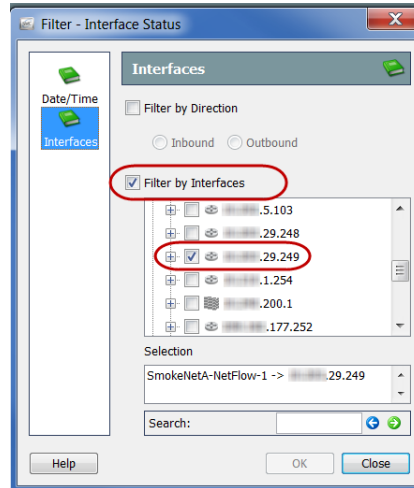 Filter - Interface Status
Date/Time
Interfaces
Interfaces
Filter by Direction
Inbound Outbound
Filter by Interfaces
.5.103
.29.248
.29.249
.1.254
.200.1
.177.252
Selection
SmokeNetA-NetFlow-1 -> .29.249
Search:
Help OK Close